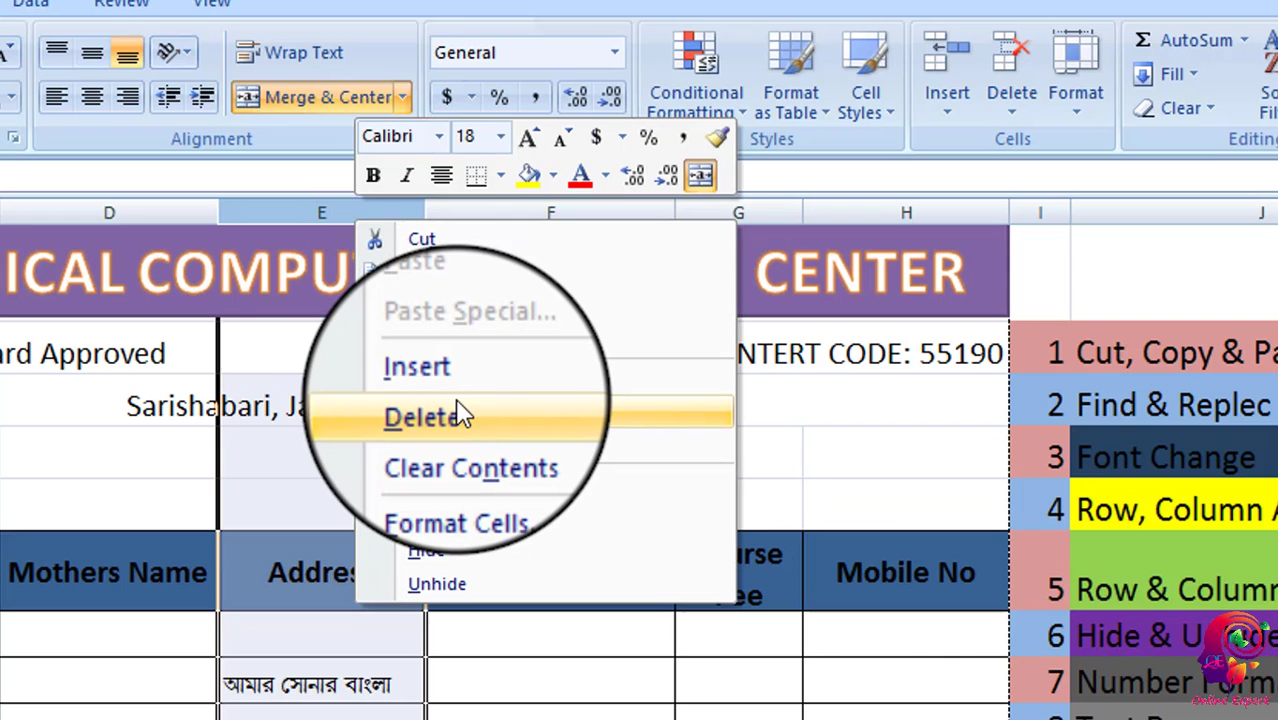 Data Review View
Wrap Text
General
Merge & Center
$ % ,
Conditional Formatting
Format as Table
Cell Styles
Insert
Delete
Format
Σ AutoSum
Fill
Clear
Alignment
Styles
Cells
Calibri 18 A A $ % ,
B I A
D E F G H I J
Cut
Paste
Paste Special...
Insert
Delete
Clear Contents
Format Cells
Hide
Unhide
ICAL COMPU CENTER
rd Approved
NTERT CODE: 55190
Sarishabari, Ja
Mothers Name
Addres
urse
ee
Mobile No
আমার সোনার বাংলা
1 Cut, Copy & Pa
2 Find & Replec
3 Font Change
4 Row, Column A
5 Row & Column
6 Hide & U
7 Number Form
Online Expert